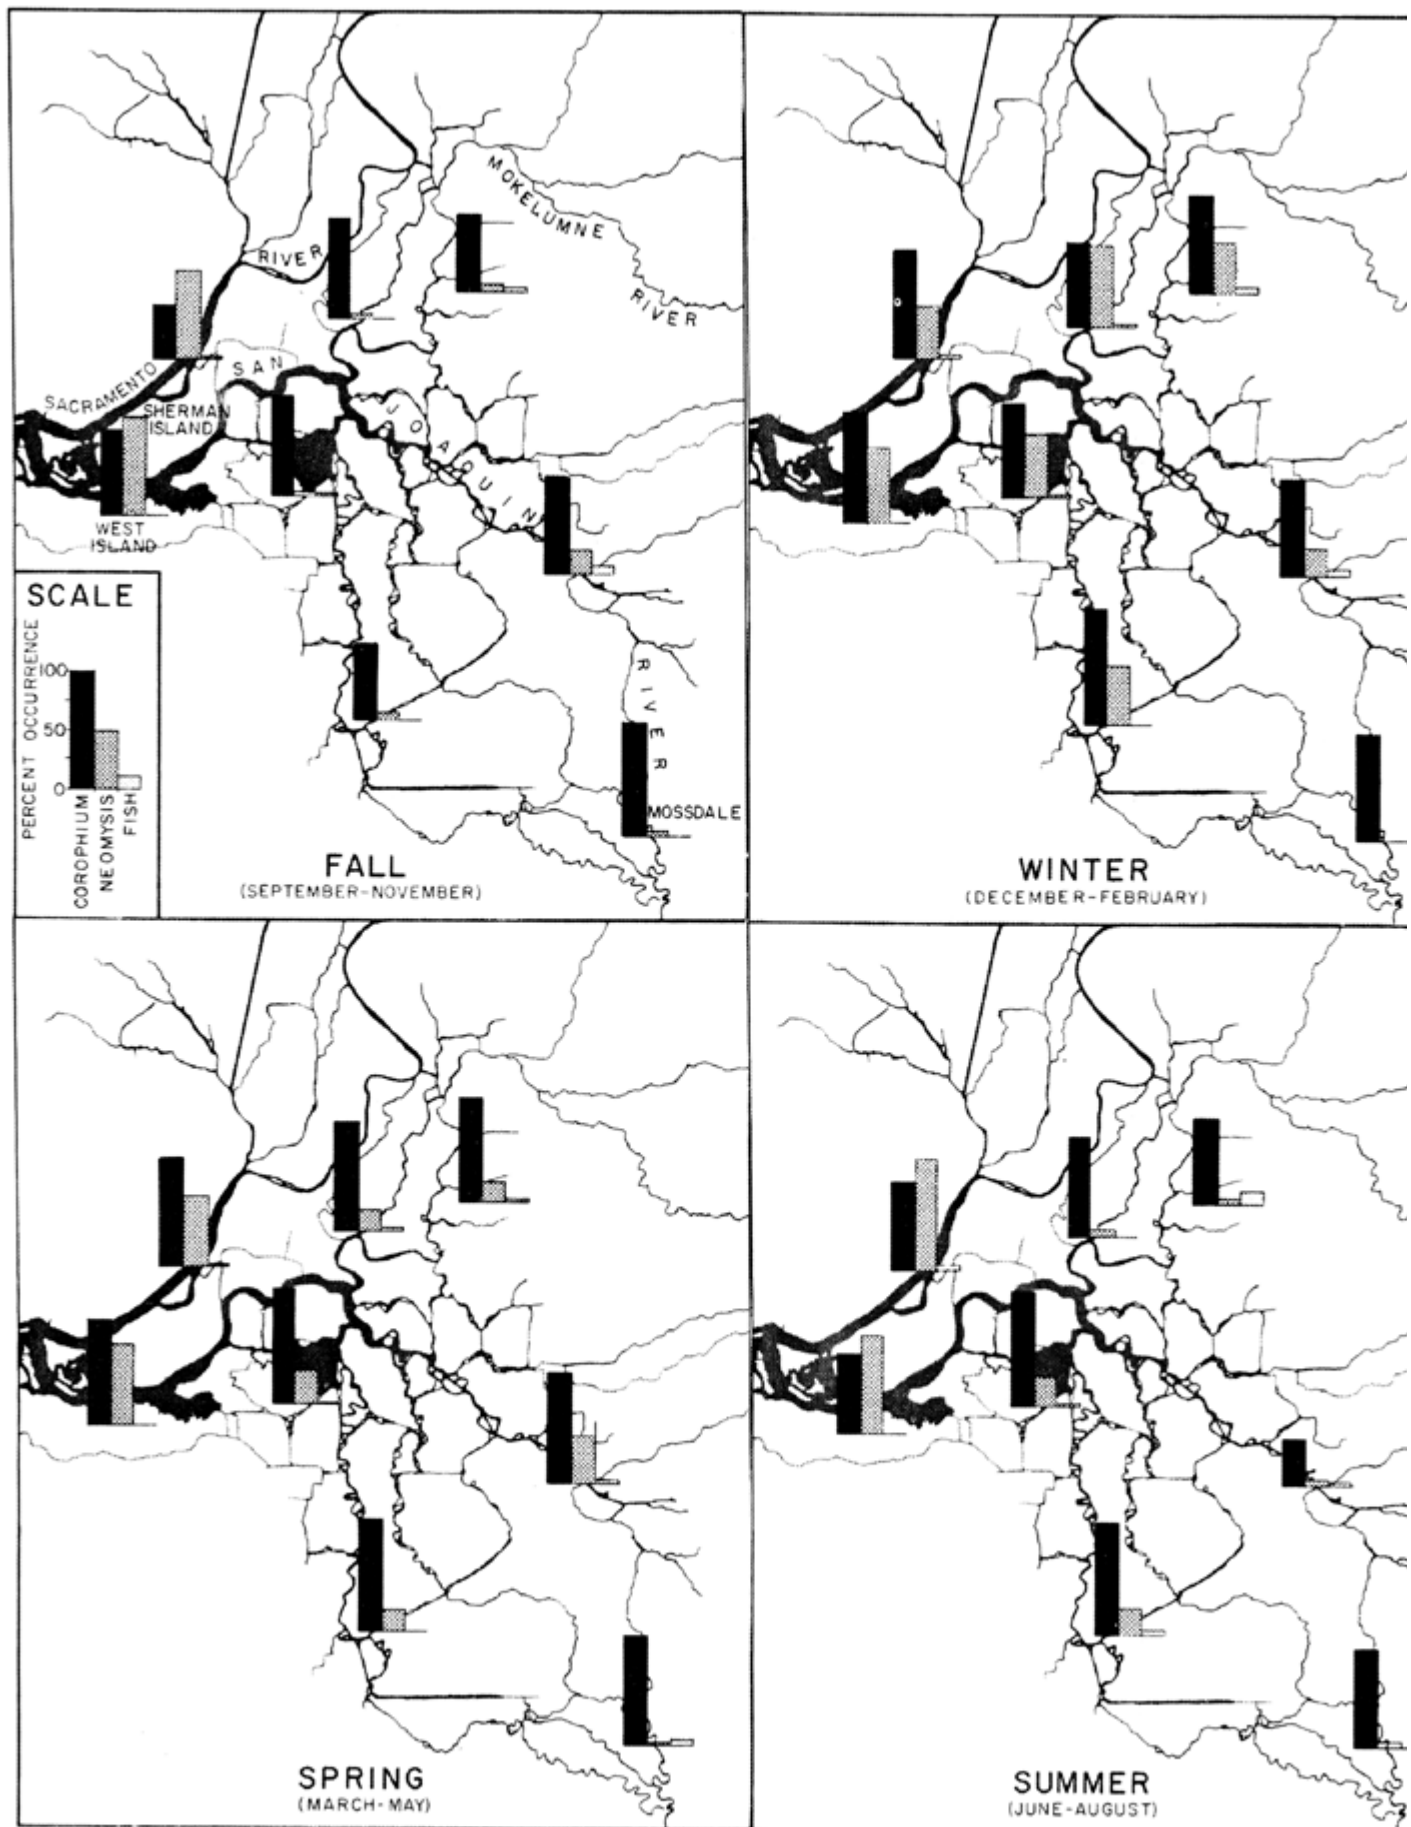 MOKELUMNE
RIVER
RIVER
SACRAMENTO
SAN
JOAQUIN
SHERMAN
ISLAND
WEST
ISLAND
RIVER
MOSSDALE
SCALE
PERCENT OCCURRENCE
100
50
0
COROPHIUM
NEOMYSIS
FISH
FALL
(SEPTEMBER-NOVEMBER)
WINTER
(DECEMBER-FEBRUARY)
SPRING
(MARCH-MAY)
SUMMER
(JUNE-AUGUST)